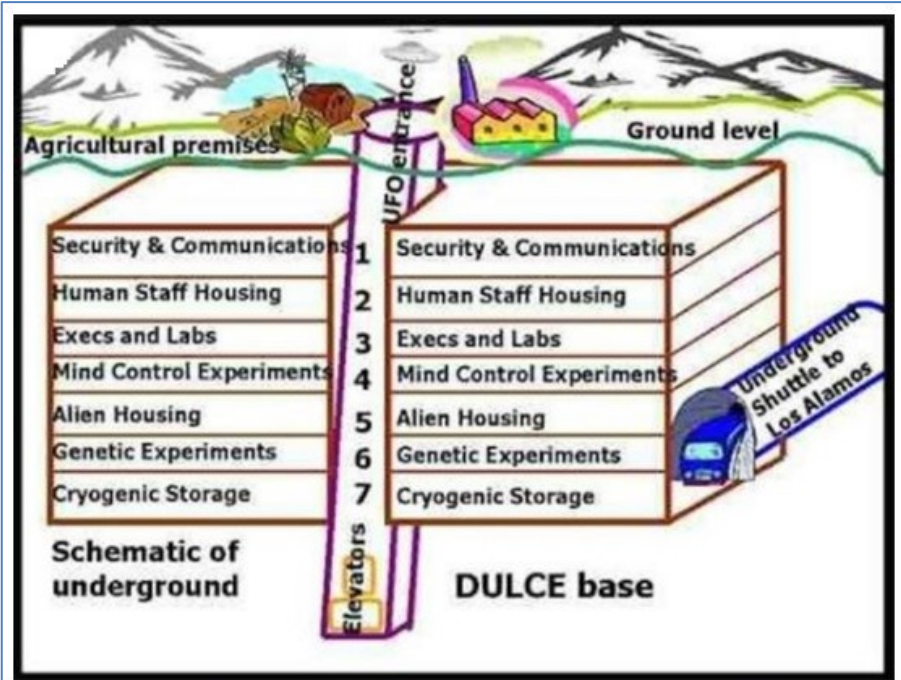 UFO entrance
Agricultural premises
Ground level
Security & Communications
1
Security & Communications
Human Staff Housing
2
Human Staff Housing
Execs and Labs
3
Execs and Labs
Mind Control Experiments
4
Mind Control Experiments
Alien Housing
5
Alien Housing
Genetic Experiments
6
Genetic Experiments
Cryogenic Storage
7
Cryogenic Storage
Underground
Shuttle to
Los Alamos
Elevators
Schematic of
underground
DULCE base